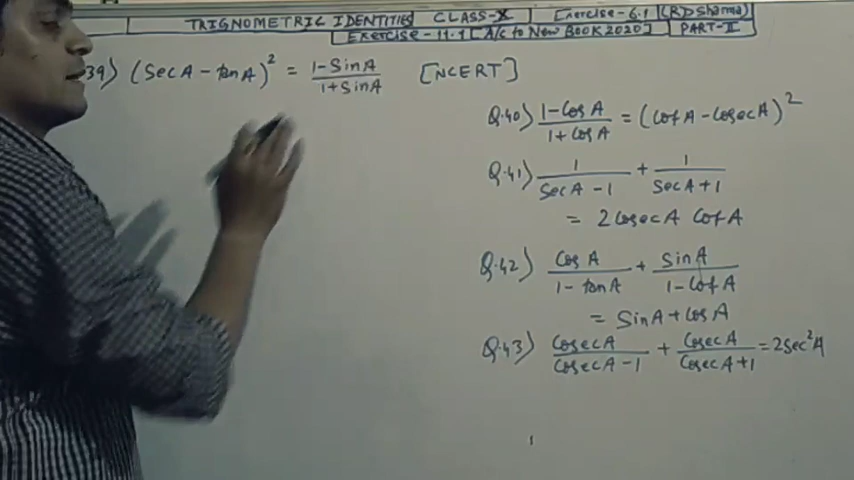 TRIGNOMETRIC IDENTITIES CLASS-X Exercise-6.1 (RD Sharma)
Exercise-11.1 [A/c to New BOOK 2020] PART-II
39) (SecA - tanA)² = (1-SinA)/(1+SinA) [NCERT]
Q.40) (1-CosA)/(1+CosA) = (CotA - CosecA)²
Q.41) 1/(SecA-1) + 1/(SecA+1)
= 2CosecA CotA
Q.42) CosA/(1-tanA) + SinA/(1-CotA)
= SinA + CosA
Q.43) CosecA/(CosecA-1) + CosecA/(CosecA+1) = 2Sec²A